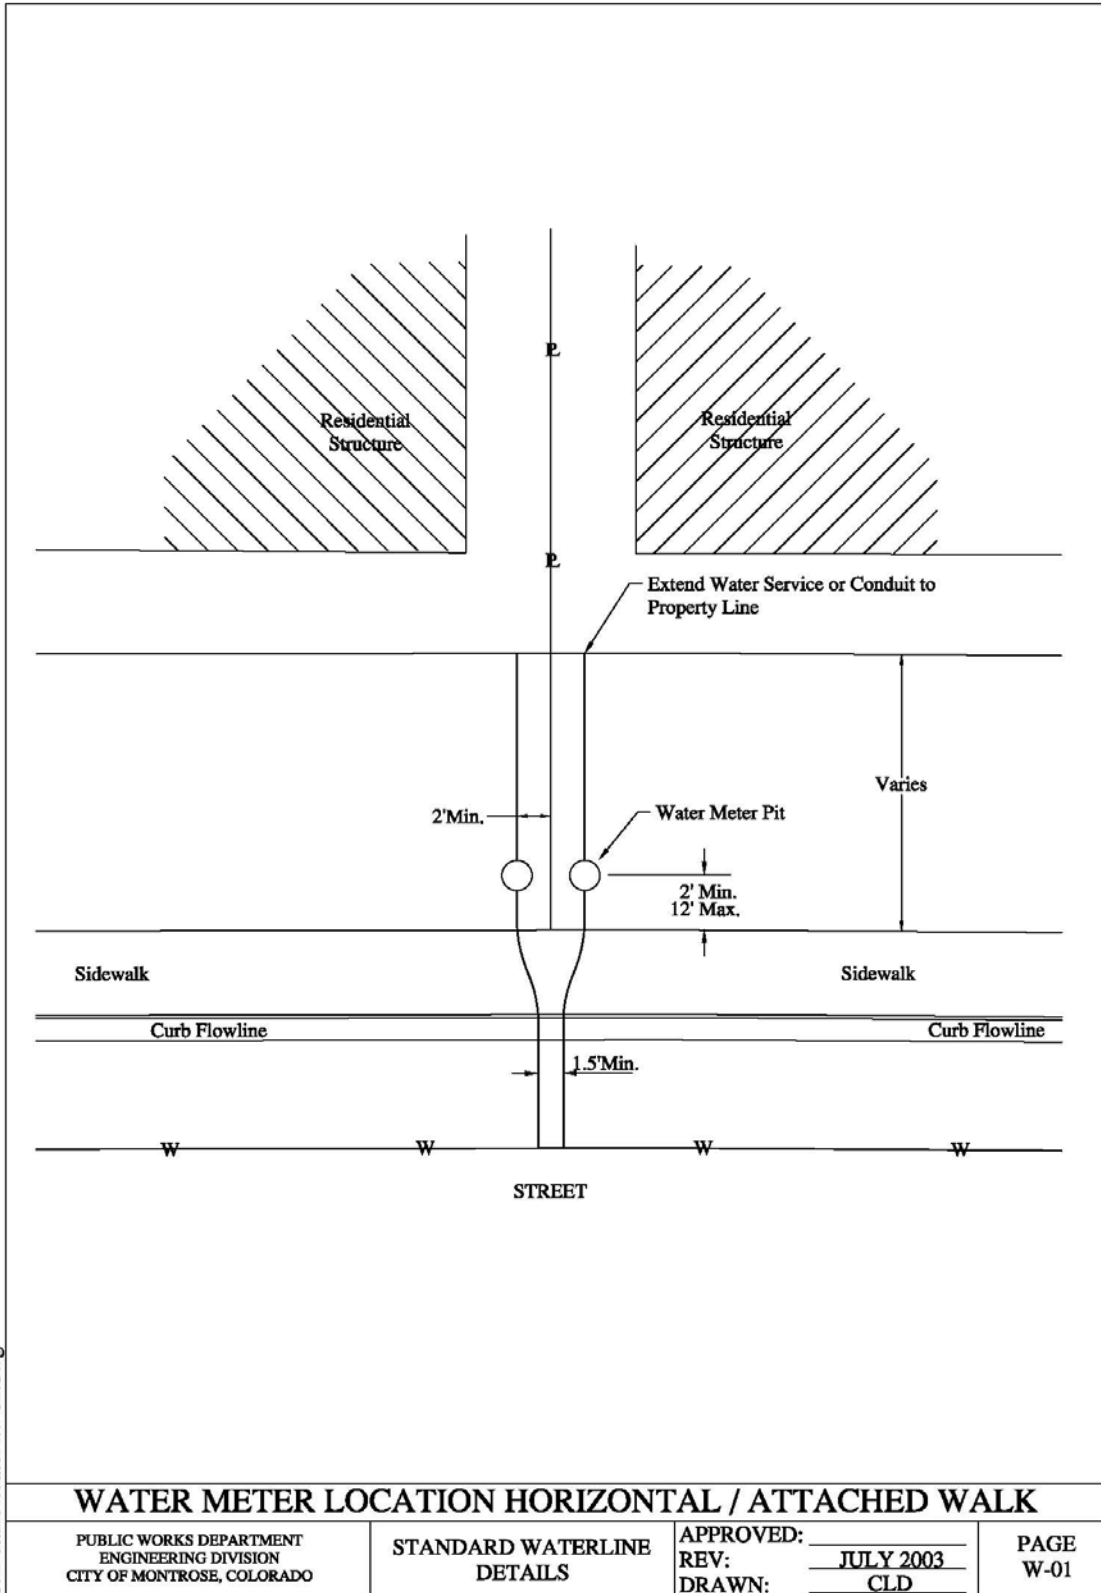 PL
Residential
Structure
Residential
Structure
PL
Extend Water Service or Conduit to
Property Line
Varies
2'Min.
Water Meter Pit
2' Min.
12' Max.
Sidewalk
Sidewalk
Curb Flowline
Curb Flowline
1.5'Min.
W W W W
STREET
WATER METER LOCATION HORIZONTAL / ATTACHED WALK
PUBLIC WORKS DEPARTMENT
ENGINEERING DIVISION
CITY OF MONTROSE, COLORADO
STANDARD WATERLINE
DETAILS
APPROVED:
REV: JULY 2003
DRAWN: CLD
PAGE
W-01